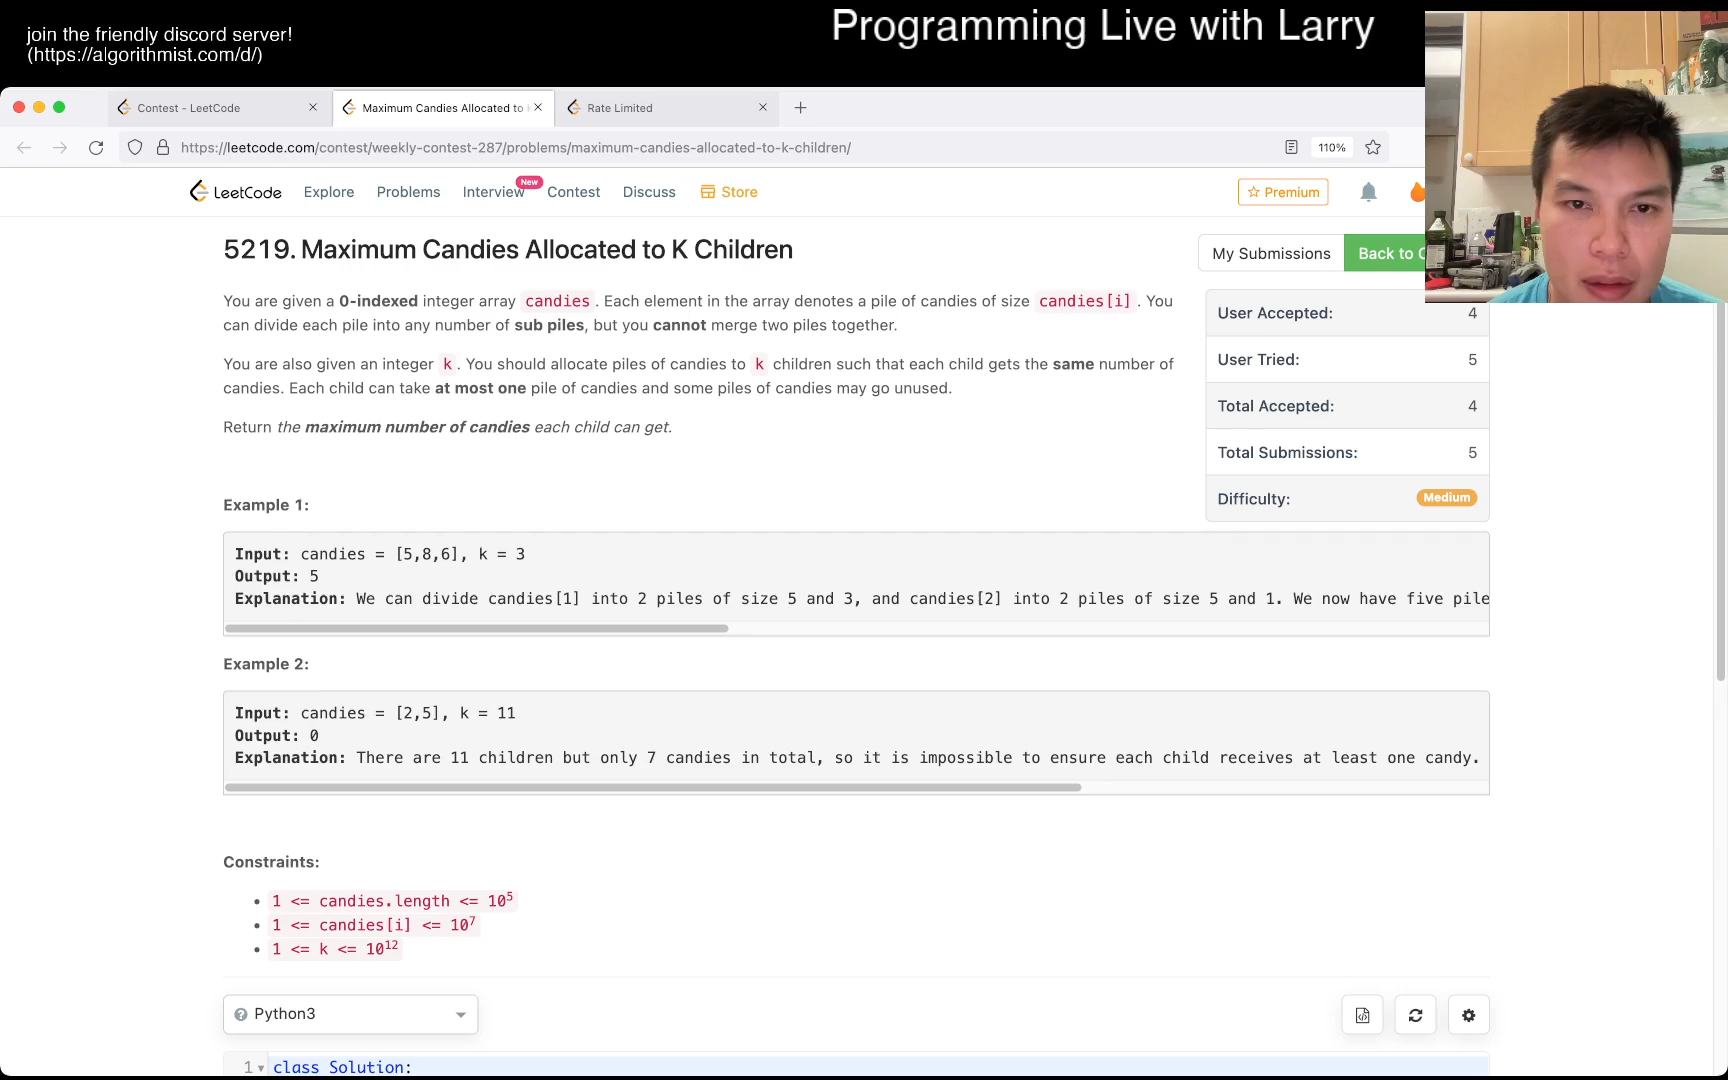 join the friendly discord server!
(https://algorithmist.com/d/)
Programming Live with Larry
Contest - LeetCode
Maximum Candies Allocated to
Rate Limited
https://leetcode.com/contest/weekly-contest-287/problems/maximum-candies-allocated-to-k-children/
110%
LeetCode
Explore
Problems
Interview
New
Contest
Discuss
Store
Premium
5219. Maximum Candies Allocated to K Children
My Submissions
Back to C
You are given a 0-indexed integer array candies. Each element in the array denotes a pile of candies of size candies[i]. You
can divide each pile into any number of sub piles, but you cannot merge two piles together.
You are also given an integer k. You should allocate piles of candies to k children such that each child gets the same number of
candies. Each child can take at most one pile of candies and some piles of candies may go unused.
Return the maximum number of candies each child can get.
User Accepted: 4
User Tried: 5
Total Accepted: 4
Total Submissions: 5
Difficulty: Medium
Example 1:
Input: candies = [5,8,6], k = 3
Output: 5
Explanation: We can divide candies[1] into 2 piles of size 5 and 3, and candies[2] into 2 piles of size 5 and 1. We now have five pile
Example 2:
Input: candies = [2,5], k = 11
Output: 0
Explanation: There are 11 children but only 7 candies in total, so it is impossible to ensure each child receives at least one candy.
Constraints:
1 <= candies.length <= 10⁵
1 <= candies[i] <= 10⁷
1 <= k <= 10¹²
Python3
1
class Solution: